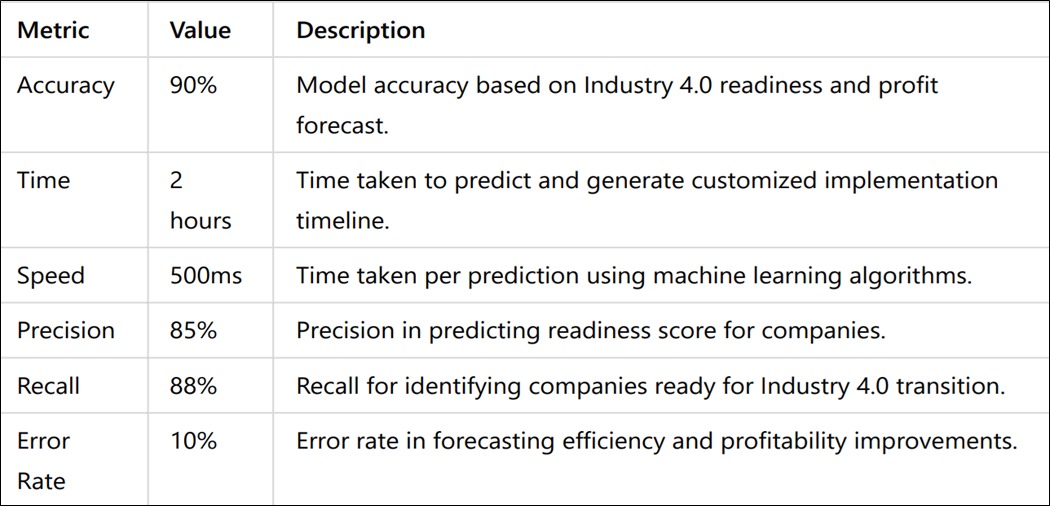 Metric Value Description
Accuracy 90% Model accuracy based on Industry 4.0 readiness and profit
forecast.
Time 2 Time taken to predict and generate customized implementation
hours timeline.
Speed 500ms Time taken per prediction using machine learning algorithms.
Precision 85% Precision in predicting readiness score for companies.
Recall 88% Recall for identifying companies ready for Industry 4.0 transition.
Error 10% Error rate in forecasting efficiency and profitability improvements.
Rate